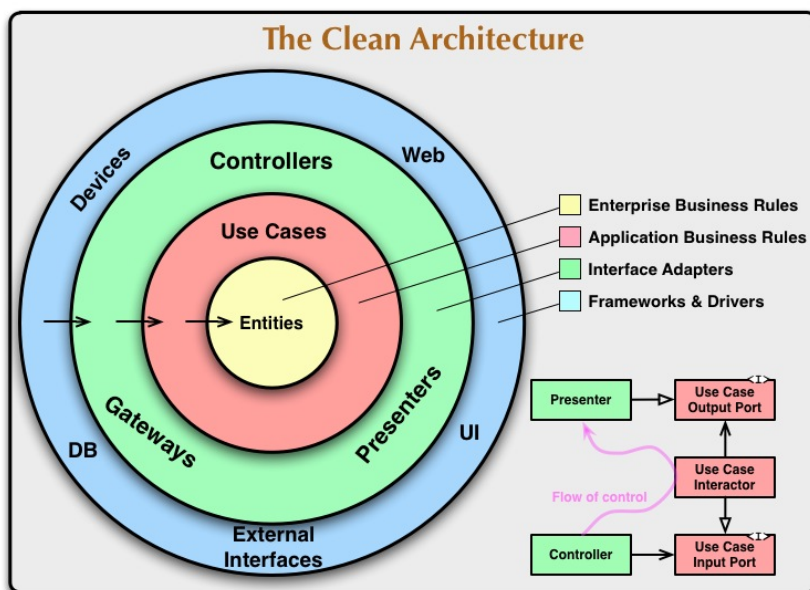 The Clean Architecture
Devices
Web
Controllers
Use Cases
Entities
Gateways
Presenters
DB
UI
External
Interfaces
Enterprise Business Rules
Application Business Rules
Interface Adapters
Frameworks & Drivers
Presenter
<I>
Use Case
Output Port
Use Case
Interactor
Flow of control
Controller
<I>
Use Case
Input Port